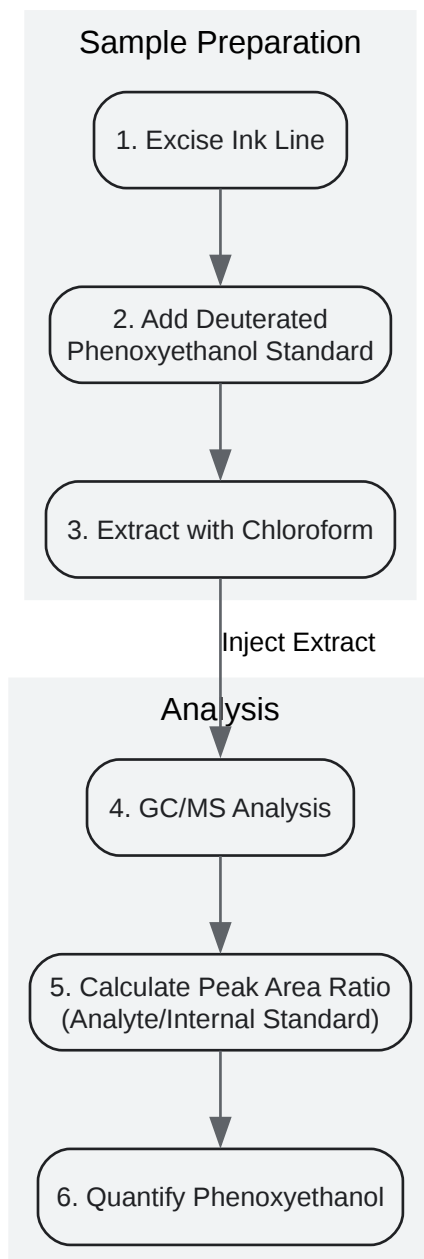 Sample Preparation
1. Excise Ink Line
2. Add Deuterated
Phenoxyethanol Standard
3. Extract with Chloroform
Inject Extract
Analysis
4. GC/MS Analysis
5. Calculate Peak Area Ratio
(Analyte/Internal Standard)
6. Quantify Phenoxyethanol